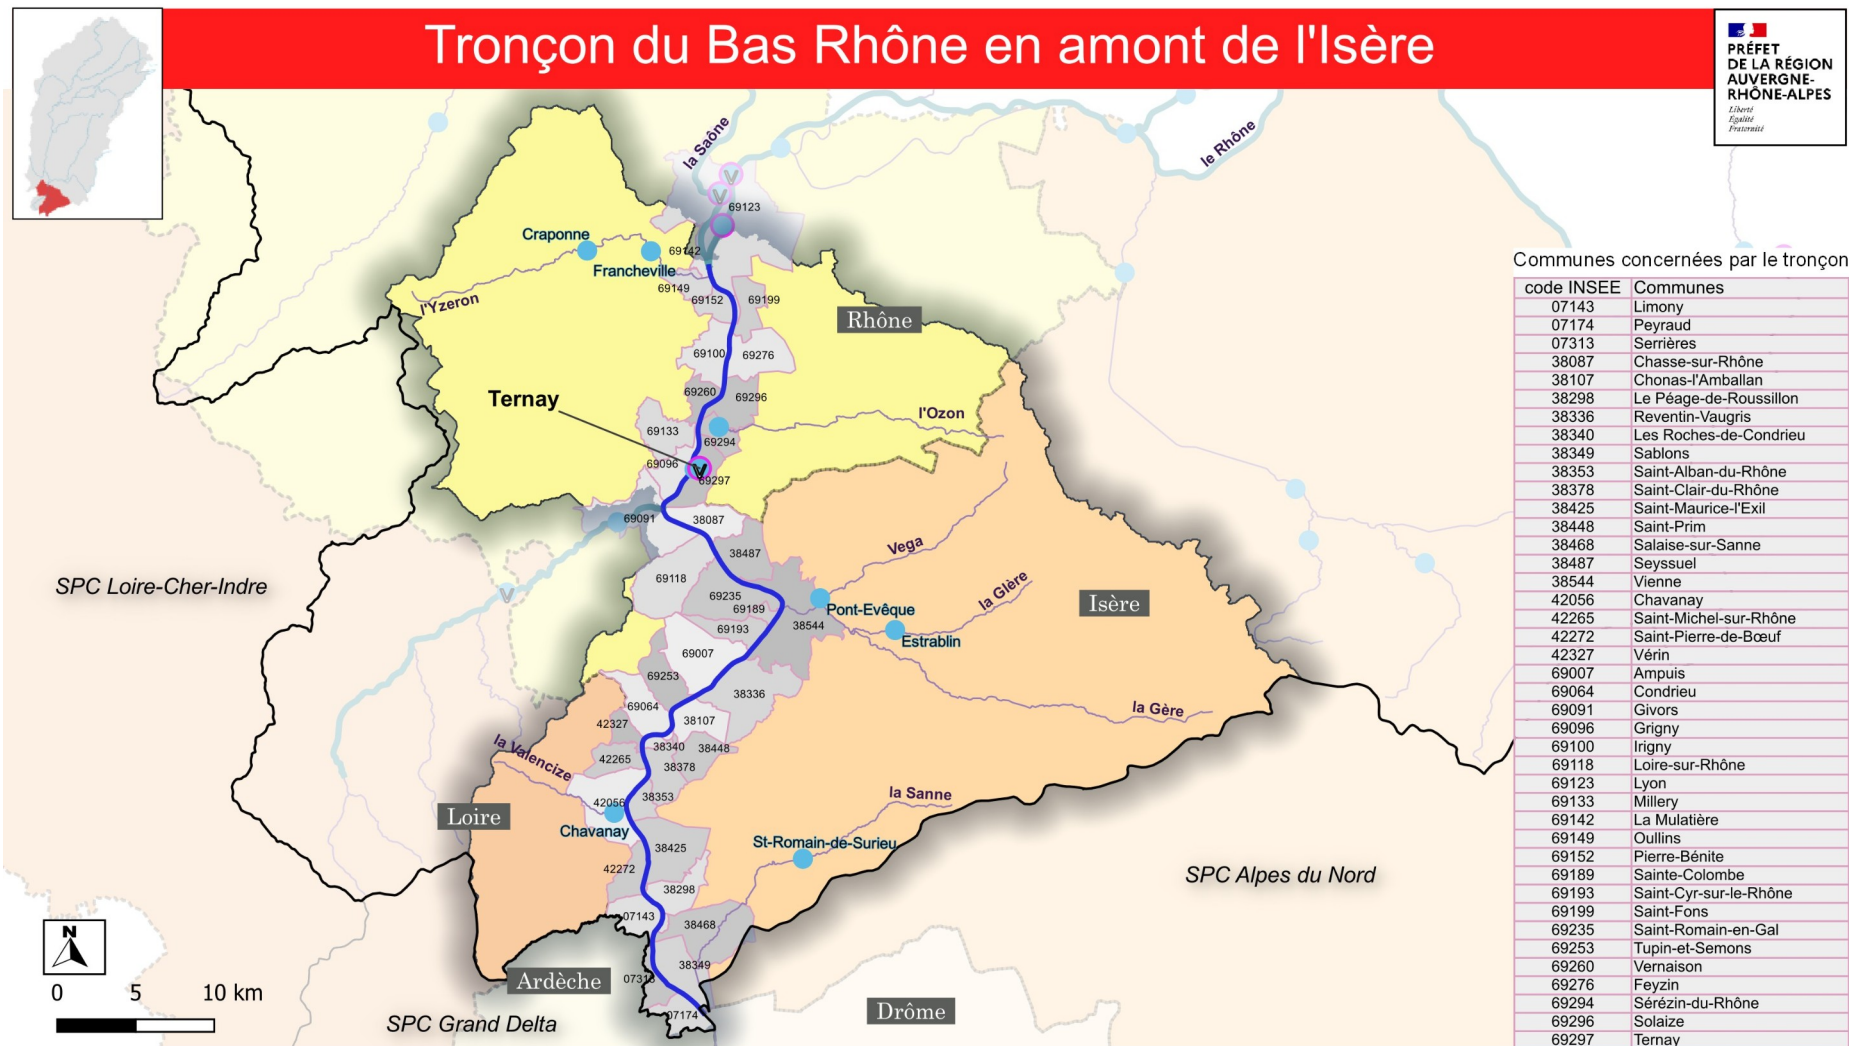 Tronçon du Bas Rhône en amont de l'Isère
PRÉFET
DE LA RÉGION
AUVERGNE-
RHÔNE-ALPES
Liberté
Égalité
Fraternité
la Saône
le Rhône
V
V
69123
Craponne
Francheville
69142
l'Yzeron
69149
69152
69199
Rhône
69100
69276
Ternay
69260
69296
l'Ozon
69133
69294
69096
V
69297
69091
38087
38487
Vega
SPC Loire-Cher-Indre
V
69118
69235
69189
la Glère
Pont-Evêque
Isère
69193
38544
Estrablin
69007
69253
38336
69064
la Gère
42327
38107
la Valencize
38340
38448
42265
38378
42056
38353
la Sanne
Loire
Chavanay
38425
St-Romain-de-Surieu
42272
38298
SPC Alpes du Nord
07143
38468
N
38349
Ardèche
07313
0 5 10 km
Drôme
SPC Grand Delta
07174
Communes concernées par le tronçon
code INSEE Communes
07143 Limony
07174 Peyraud
07313 Serrières
38087 Chasse-sur-Rhône
38107 Chonas-l'Amballan
38298 Le Péage-de-Roussillon
38336 Reventin-Vaugris
38340 Les Roches-de-Condrieu
38349 Sablons
38353 Saint-Alban-du-Rhône
38378 Saint-Clair-du-Rhône
38425 Saint-Maurice-l'Exil
38448 Saint-Prim
38468 Salaise-sur-Sanne
38487 Seyssuel
38544 Vienne
42056 Chavanay
42265 Saint-Michel-sur-Rhône
42272 Saint-Pierre-de-Bœuf
42327 Vérin
69007 Ampuis
69064 Condrieu
69091 Givors
69096 Grigny
69100 Irigny
69118 Loire-sur-Rhône
69123 Lyon
69133 Millery
69142 La Mulatière
69149 Oullins
69152 Pierre-Bénite
69189 Sainte-Colombe
69193 Saint-Cyr-sur-le-Rhône
69199 Saint-Fons
69235 Saint-Romain-en-Gal
69253 Tupin-et-Semons
69260 Vernaison
69276 Feyzin
69294 Sérézin-du-Rhône
69296 Solaize
69297 Ternay